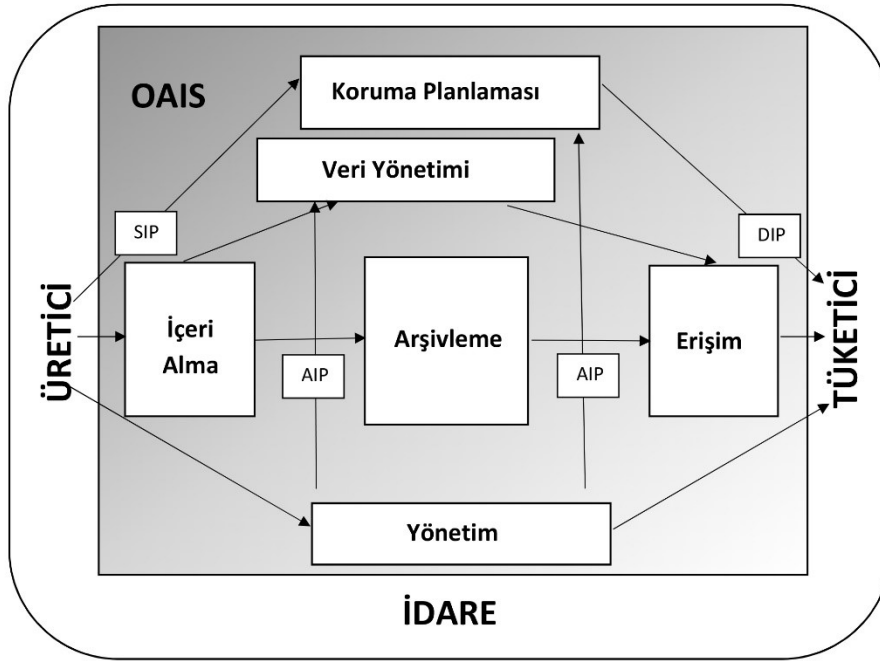 OAIS
Koruma Planlaması
Veri Yönetimi
SIP
DIP
ÜRETİCİ
İçeri
Alma
Arşivleme
Erişim
TÜKETİCİ
AIP
AIP
Yönetim
İDARE